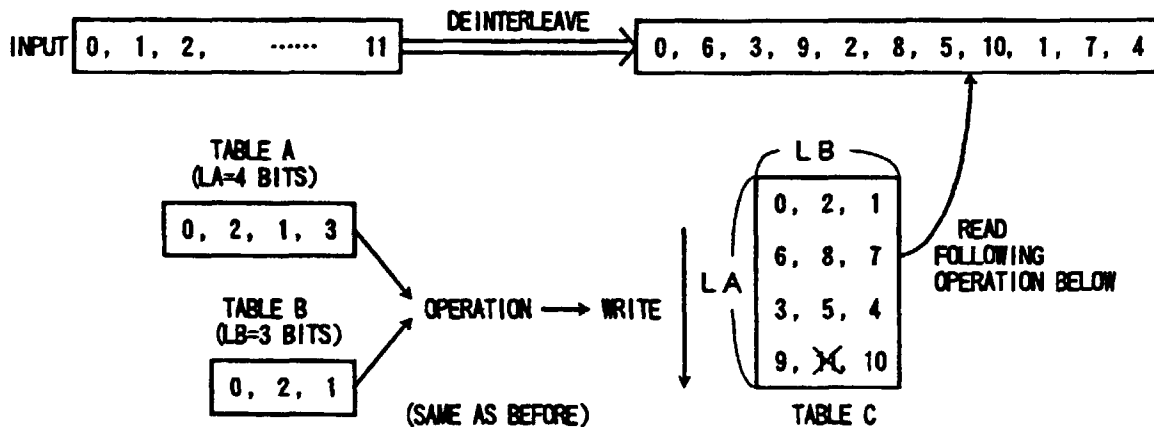 DEINTERLEAVE
INPUT 0, 1, 2, ...... 11
0, 6, 3, 9, 2, 8, 5, 10, 1, 7, 4
TABLE A
(LA=4 BITS)
0, 2, 1, 3
TABLE B
(LB=3 BITS)
0, 2, 1
OPERATION
WRITE
(SAME AS BEFORE)
LB
LA
0, 2, 1
6, 8, 7
3, 5, 4
9, 11, 10
TABLE C
READ
FOLLOWING
OPERATION BELOW